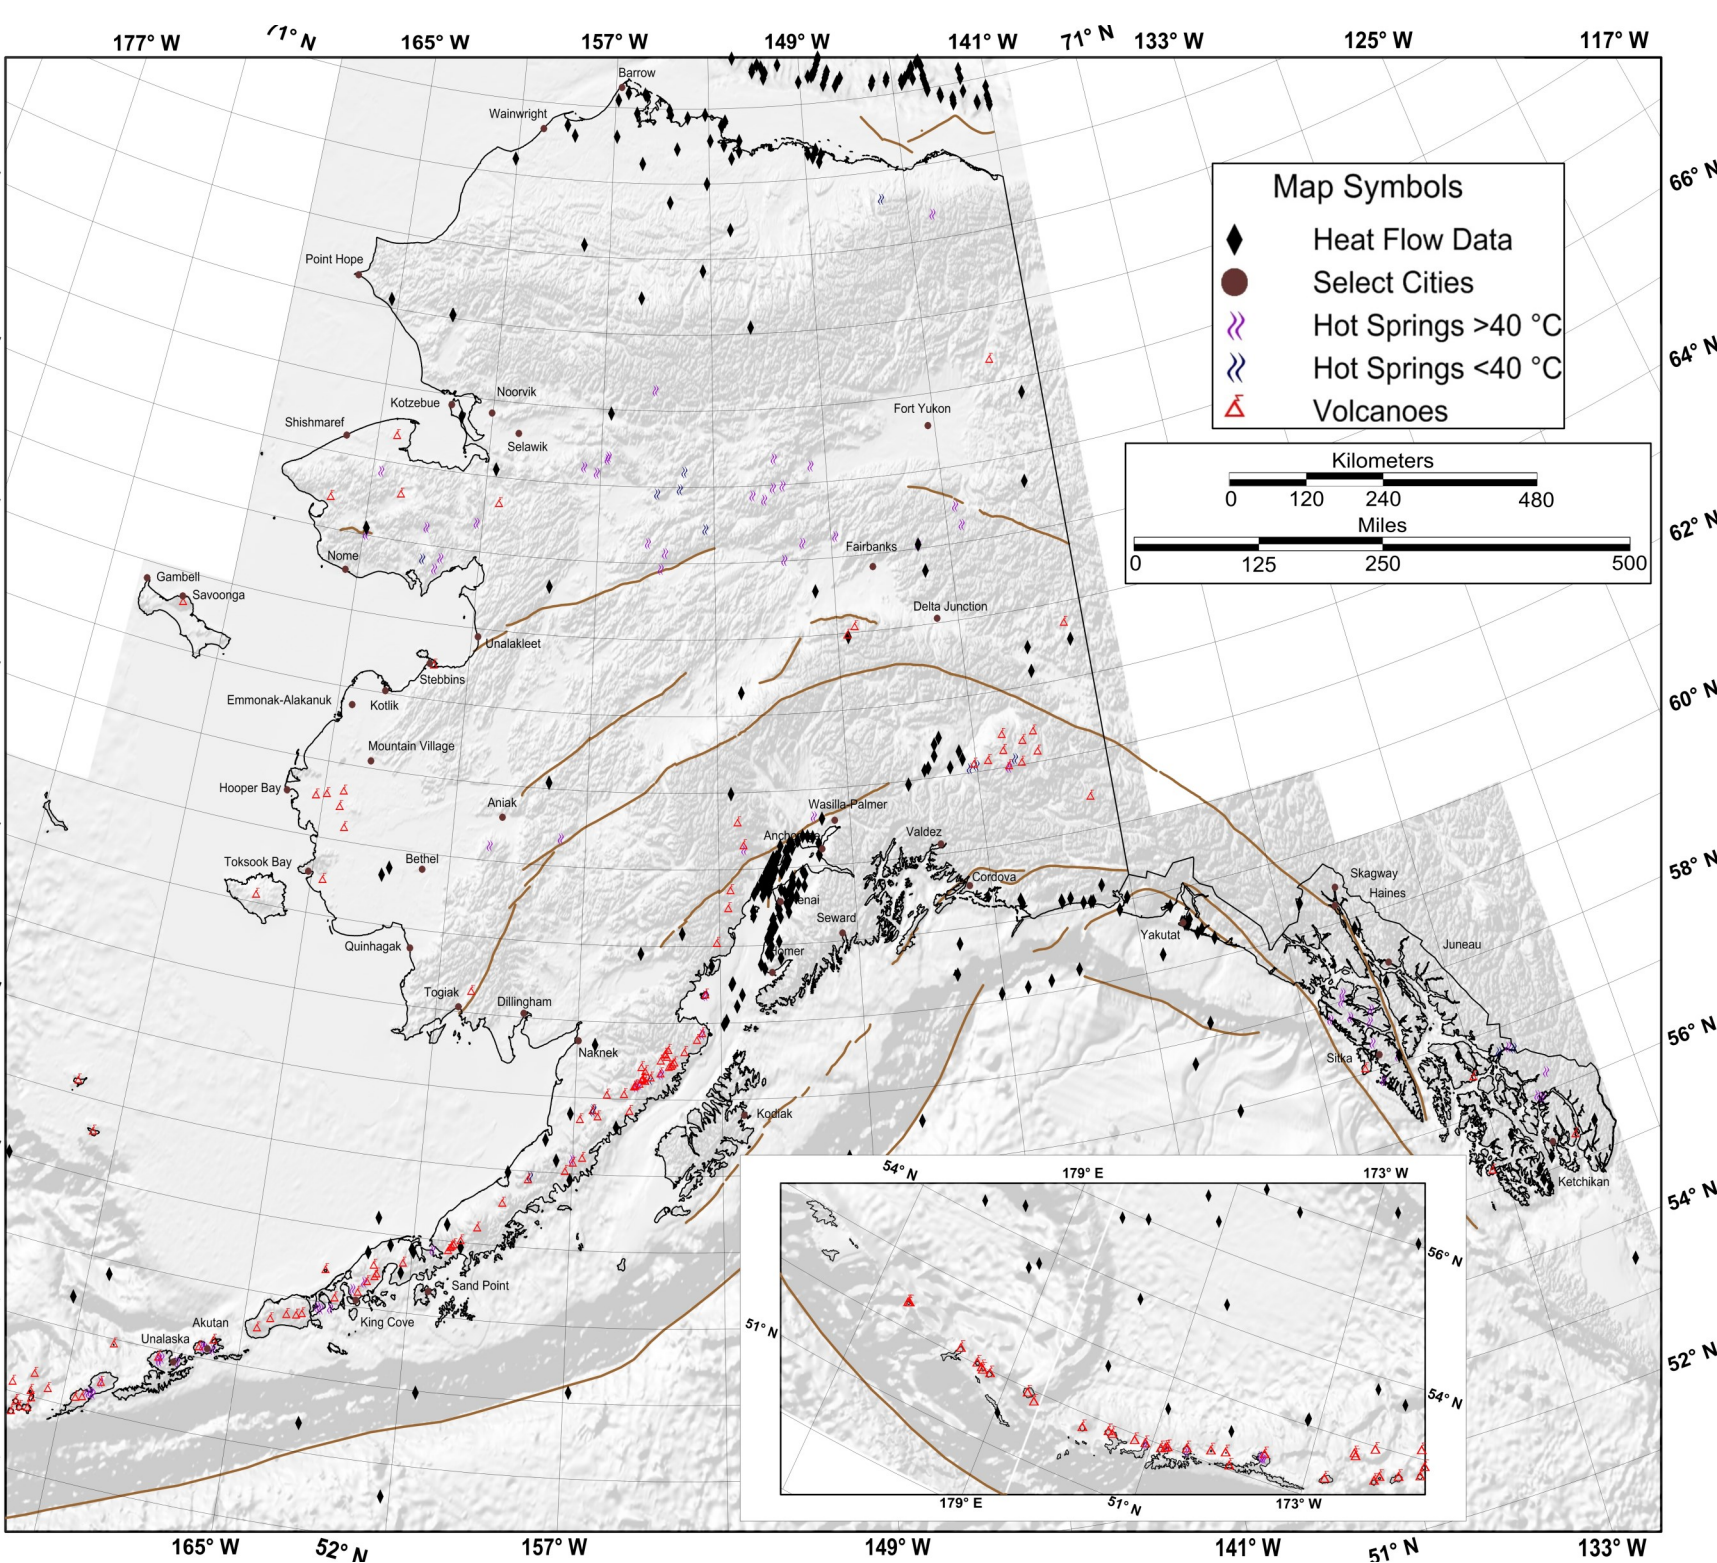 177° W
71° N
165° W
157° W
149° W
141° W
71° N
133° W
125° W
117° W
Barrow
Wainwright
66° N
Map Symbols
Heat Flow Data
Select Cities
Hot Springs >40 °C
Hot Springs <40 °C
Volcanoes
Point Hope
64° N
Noorvik
Kotzebue
Shishmaref
Selawik
Fort Yukon
Kilometers
0 120 240 480
Miles
0 125 250 500
62° N
Nome
Fairbanks
Gambell
Savoonga
Delta Junction
Unalakleet
Stebbins
Emmonak-Alakanuk
Kotlik
60° N
Mountain Village
Hooper Bay
Aniak
Wasilla-Palmer
Valdez
Toksook Bay
Bethel
Cordova
Skagway
Haines
58° N
Seward
Quinhagak
Yakutat
Juneau
Togiak
Dillingham
56° N
Naknek
Sitka
Kodiak
54° N
179° E
173° W
Ketchikan
54° N
56° N
Sand Point
King Cove
Akutan
Unalaska
51° N
52° N
54° N
179° E
51° N
173° W
165° W
52° N
157° W
149° W
141° W
51° N
133° W